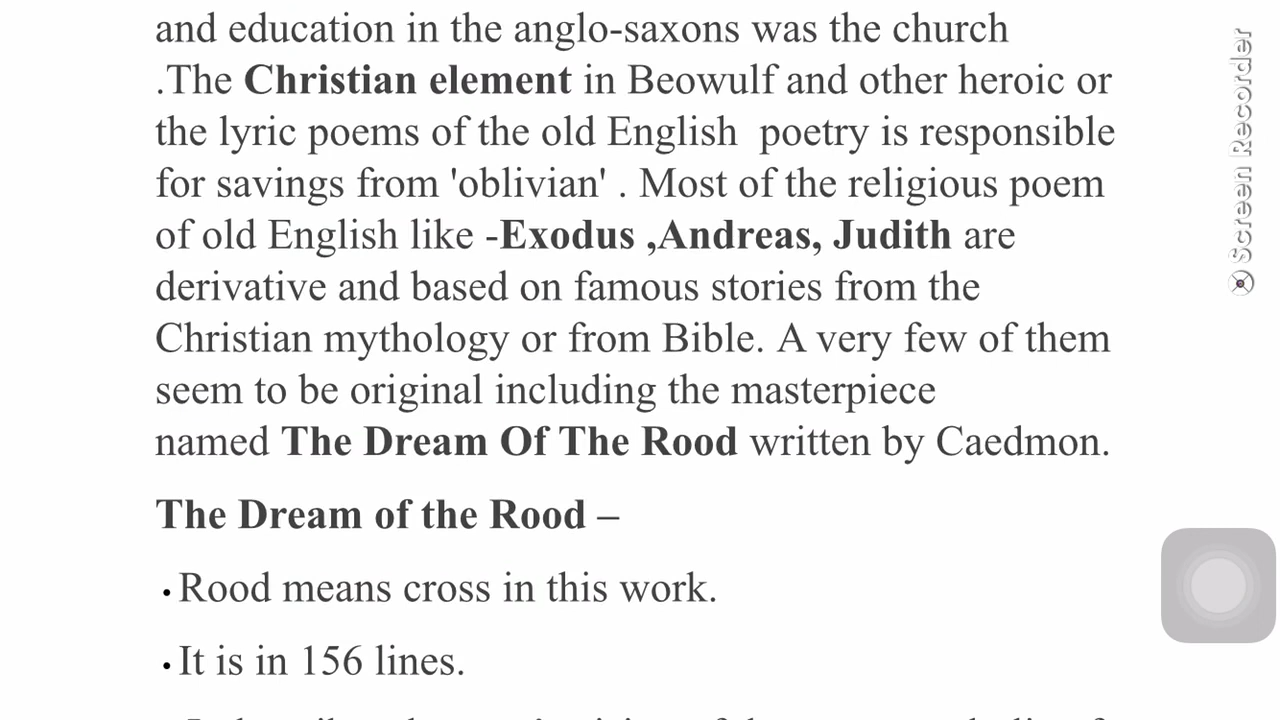 and education in the anglo-saxons was the church
.The Christian element in Beowulf and other heroic or
the lyric poems of the old English poetry is responsible
for savings from 'oblivian' . Most of the religious poem
of old English like -Exodus ,Andreas, Judith are
derivative and based on famous stories from the
Christian mythology or from Bible. A very few of them
seem to be original including the masterpiece
named The Dream Of The Rood written by Caedmon.
The Dream of the Rood –
• Rood means cross in this work.
• It is in 156 lines.
Screen Recorder